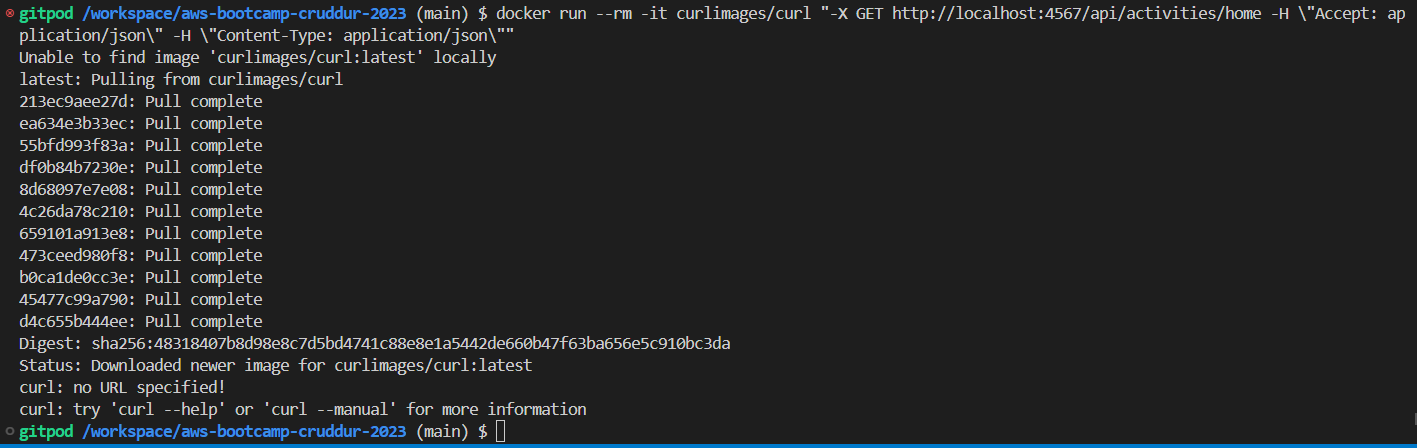 gitpod /workspace/aws-bootcamp-cruddur-2023 (main) $ docker run --rm -it curlimages/curl "-X GET http://localhost:4567/api/activities/home -H \"Accept: ap
plication/json\" -H \"Content-Type: application/json\""
Unable to find image 'curlimages/curl:latest' locally
latest: Pulling from curlimages/curl
213ec9aee27d: Pull complete
ea634e3b33ec: Pull complete
55bfd993f83a: Pull complete
df0b84b7230e: Pull complete
8d68097e7e08: Pull complete
4c26da78c210: Pull complete
659101a913e8: Pull complete
473ceed980f8: Pull complete
b0ca1de0cc3e: Pull complete
45477c99a790: Pull complete
d4c655b444ee: Pull complete
Digest: sha256:48318407b8d98e8c7d5bd4741c88e8e1a5442de660b47f63ba656e5c910bc3da
Status: Downloaded newer image for curlimages/curl:latest
curl: no URL specified!
curl: try 'curl --help' or 'curl --manual' for more information
gitpod /workspace/aws-bootcamp-cruddur-2023 (main) $